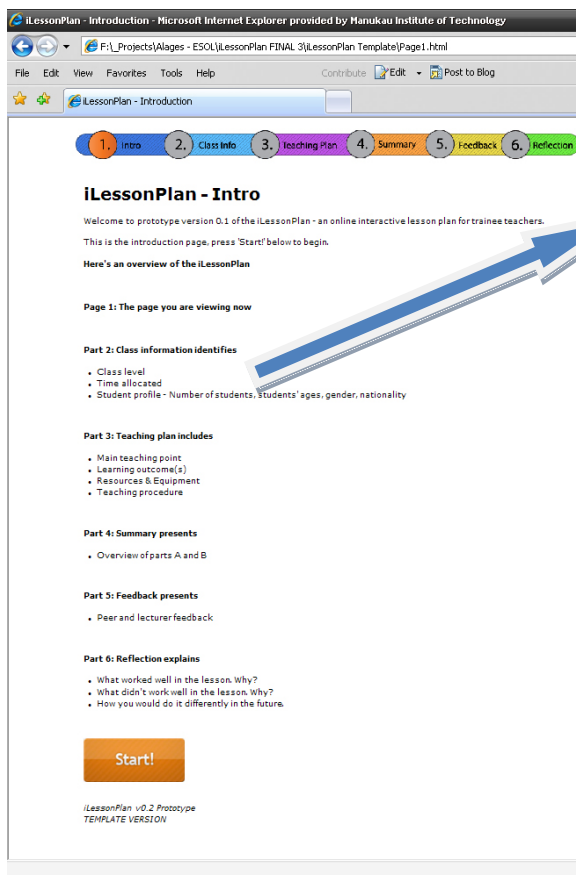 iLessonPlan - Introduction - Microsoft Internet Explorer provided by Manukau Institute of Technology
F:\_Projects\Alages - ESOL\iLessonPlan FINAL 3\iLessonPlan Template\Page1.html
File Edit View Favorites Tools Help Contribute Edit Post to Blog
iLessonPlan - Introduction
1. Intro 2. Class Info 3. Teaching Plan 4. Summary 5. Feedback 6. Reflection
iLessonPlan - Intro
Welcome to prototype version 0.1 of the iLessonPlan - an online interactive lesson plan for trainee teachers.
This is the introduction page, press 'Start!' below to begin.
Here's an overview of the iLessonPlan
Page 1: The page you are viewing now
Part 2: Class information identifies
• Class level
• Time allocated
• Student profile - Number of students, students' ages, gender, nationality
Part 3: Teaching plan includes
• Main teaching point
• Learning outcome(s)
• Resources & Equipment
• Teaching procedure
Part 4: Summary presents
• Overview of parts A and B
Part 5: Feedback presents
• Peer and lecturer feedback
Part 6: Reflection explains
• What worked well in the lesson. Why?
• What didn't work well in the lesson. Why?
• How you would do it differently in the future.
Start!
iLessonPlan v0.2 Prototype
TEMPLATE VERSION